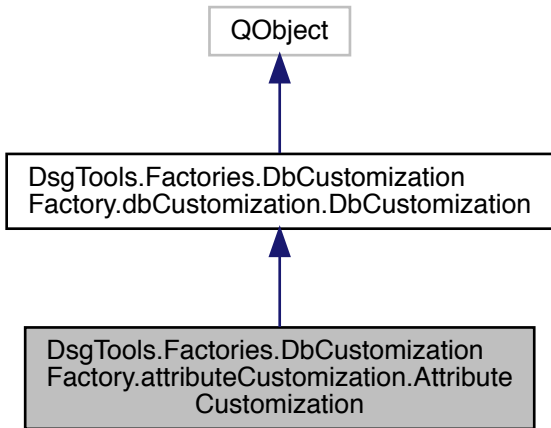 QObject
DsgTools.Factories.DbCustomization
Factory.dbCustomization.DbCustomization
DsgTools.Factories.DbCustomization
Factory.attributeCustomization.Attribute
Customization